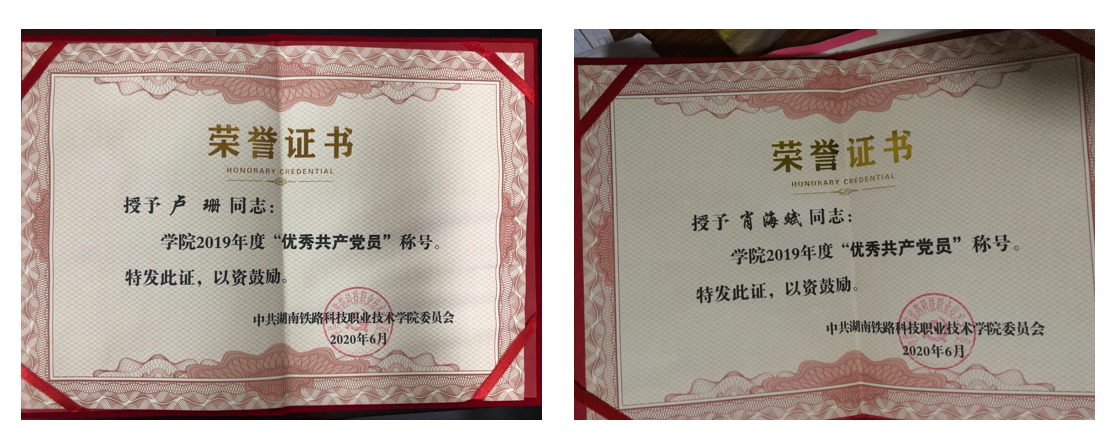 荣誉证书
HONORARY CREDENTIAL
授予 卢 珊 同志：
学院2019年度“优秀共产党员”称号。
特发此证，以资鼓励。
中共湖南铁路科技职业技术学院委员会
2020年6月
荣誉证书
HONORARY CREDENTIAL
授予 肖海斌 同志：
学院2019年度“优秀共产党员”称号。
特发此证，以资鼓励。
中共湖南铁路科技职业技术学院委员会
2020年6月